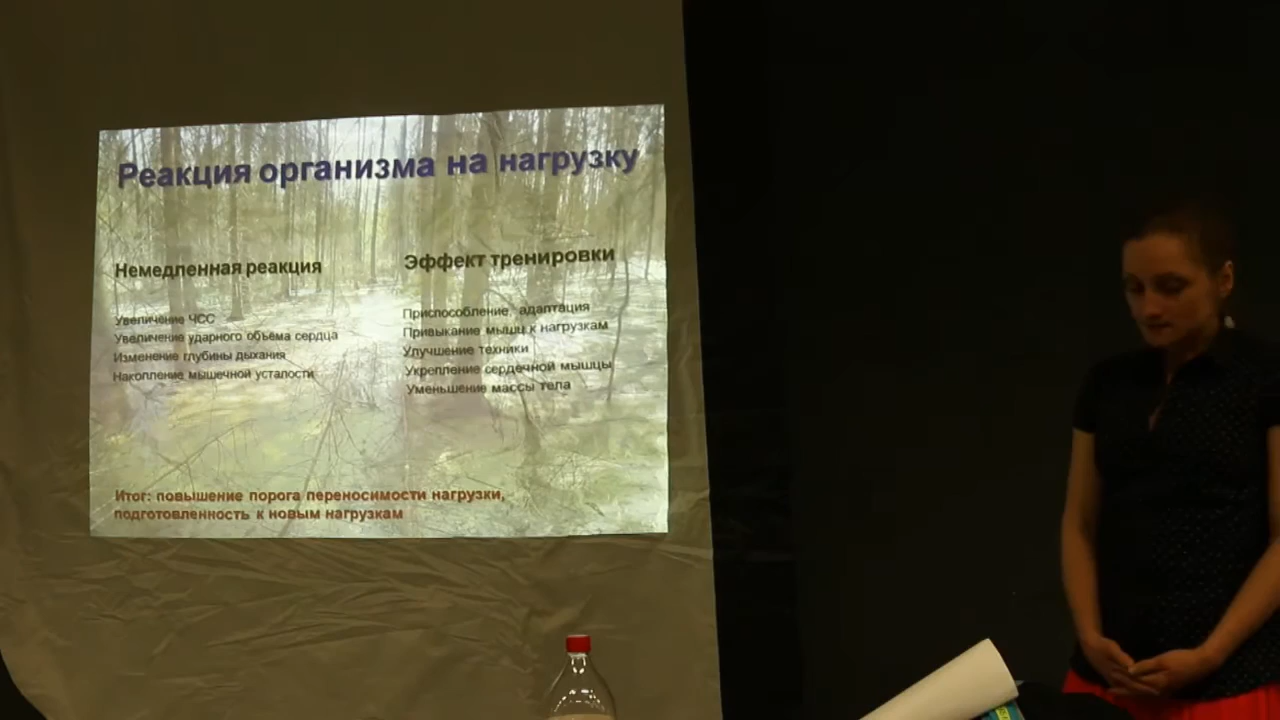 Реакция организма на нагрузку
Немедленная реакция
Увеличение ЧСС
Увеличение ударного объема сердца
Изменение глубины дыхания
Накопление мышечной усталости
Эффект тренировки
Приспособление, адаптация
Привыкание мышц к нагрузкам
Улучшение техники
Укрепление сердечной мышцы
Уменьшение массы тела
Итог: повышение порога переносимости нагрузки,
подготовленность к новым нагрузкам